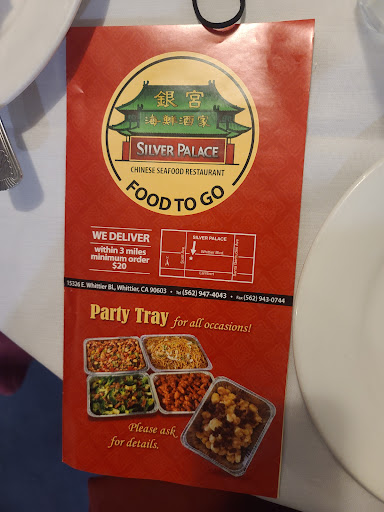 銀宮
海鮮酒家
SILVER PALACE
CHINESE SEAFOOD RESTAURANT
FOOD TO GO
WE DELIVER
within 3 miles
minimum order
$20
SILVER PALACE
Whittier Blvd.
15326 E. Whittier Bl., Whittier, CA 90603 • Tel (562) 947-4043 • Fax (562) 943-0744
Party Tray for all occasions!
Please ask
for details.